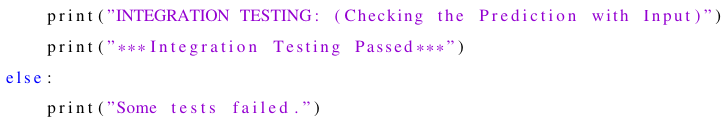 print("INTEGRATION TESTING: (Checking the Prediction with Input)")
    print("***Integration Testing Passed***")
else:
    print("Some tests failed.")